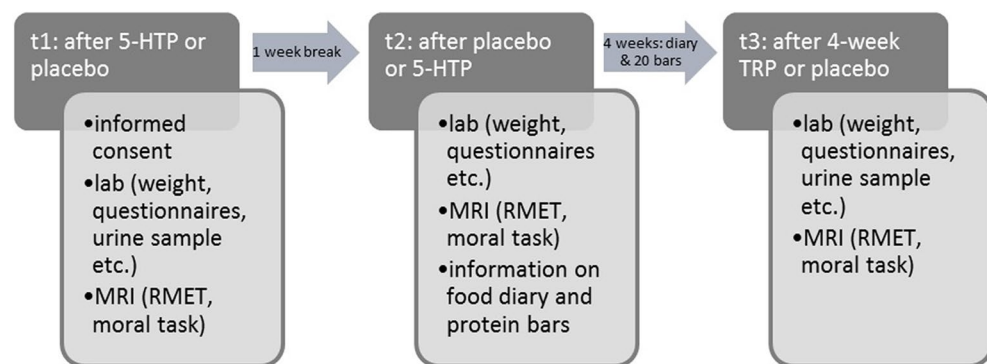 t1: after 5-HTP or
placebo
•informed
consent
•lab (weight,
questionnaires,
urine sample
etc.)
•MRI (RMET,
moral task)
1 week break
t2: after placebo
or 5-HTP
•lab (weight,
questionnaires
etc.)
•MRI (RMET,
moral task)
•information on
food diary and
protein bars
4 weeks: diary
& 20 bars
t3: after 4-week
TRP or placebo
•lab (weight,
questionnaires,
urine sample
etc.)
•MRI (RMET,
moral task)